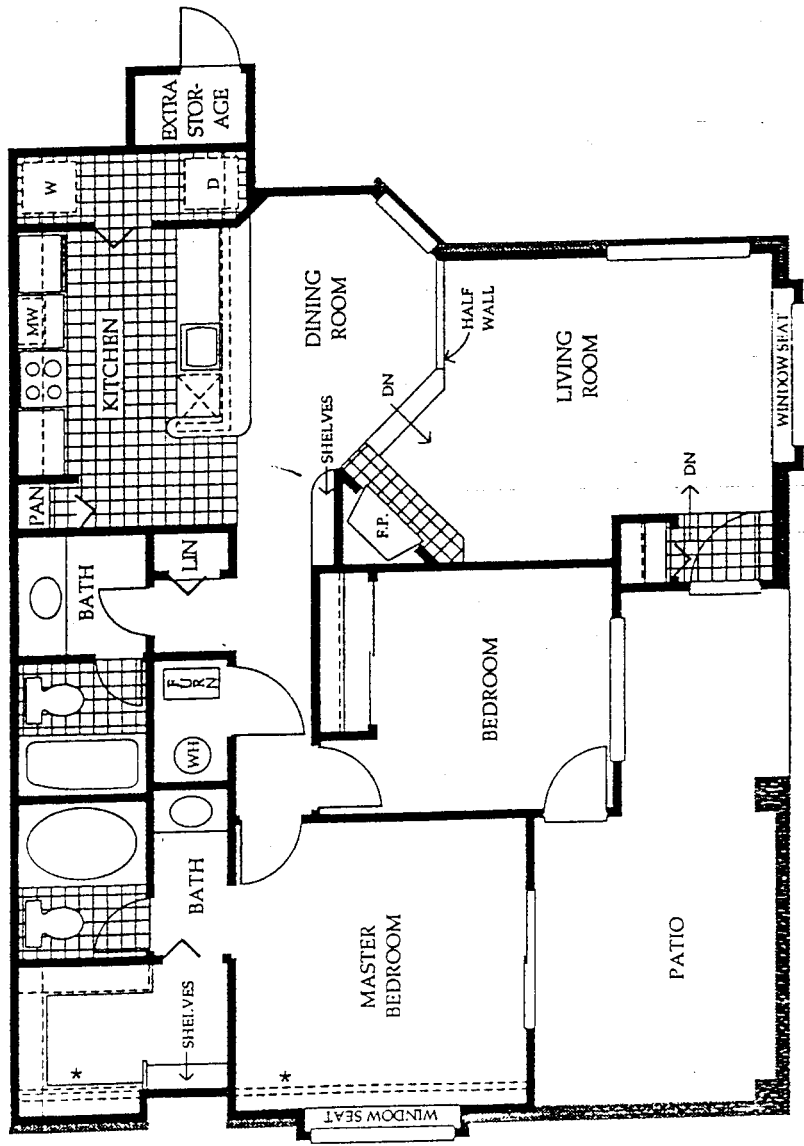 EXTRA
STOR-
AGE
W
D
MW
KITCHEN
PAN
DINING
ROOM
HALF
WALL
DN
SHELVES
LIVING
ROOM
WINDOW SEAT
F.P.
DN
LIN
BATH
FURN
WH
BEDROOM
BATH
SHELVES
*
MASTER
BEDROOM
*
WINDOW SEAT
PATIO